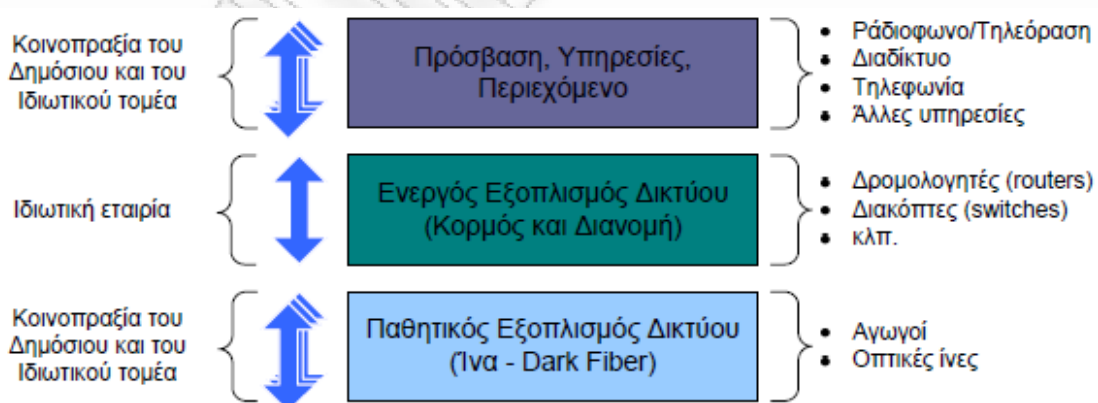 Κοινοπραξία του
Δημόσιου και του
Ιδιωτικού τομέα
Πρόσβαση, Υπηρεσίες,
Περιεχόμενο
• Ράδιοφωνο/Τηλεόραση
• Διαδίκτυο
• Τηλεφωνία
• Άλλες υπηρεσίες
Ιδιωτική εταιρία
Ενεργός Εξοπλισμός Δικτύου
(Κορμός και Διανομή)
• Δρομολογητές (routers)
• Διακόπτες (switches)
• κλπ.
Κοινοπραξία του
Δημόσιου και του
Ιδιωτικού τομέα
Παθητικός Εξοπλισμός Δικτύου
(Ίνα - Dark Fiber)
• Αγωγοί
• Οπτικές ίνες